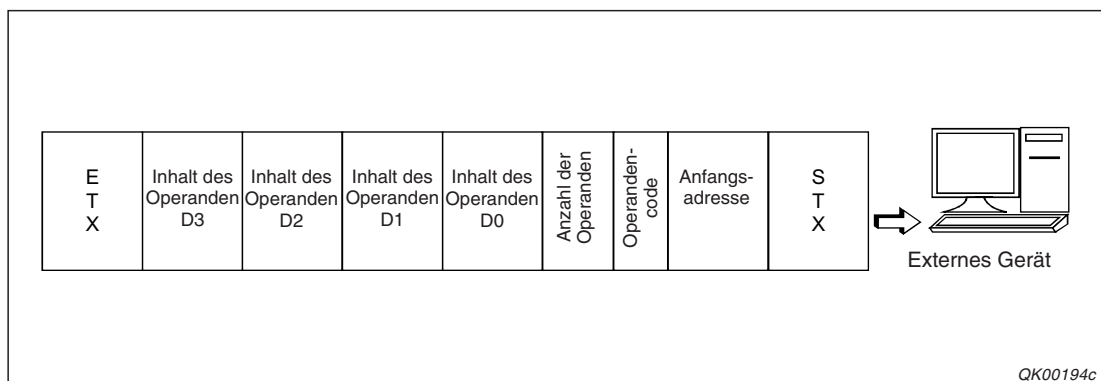 E
T
X
Inhalt des
Operanden
D3
Inhalt des
Operanden
D2
Inhalt des
Operanden
D1
Inhalt des
Operanden
D0
Anzahl der
Operanden
Operanden-
code
Anfangs-
adresse
S
T
X
Externes Gerät
QK00194c